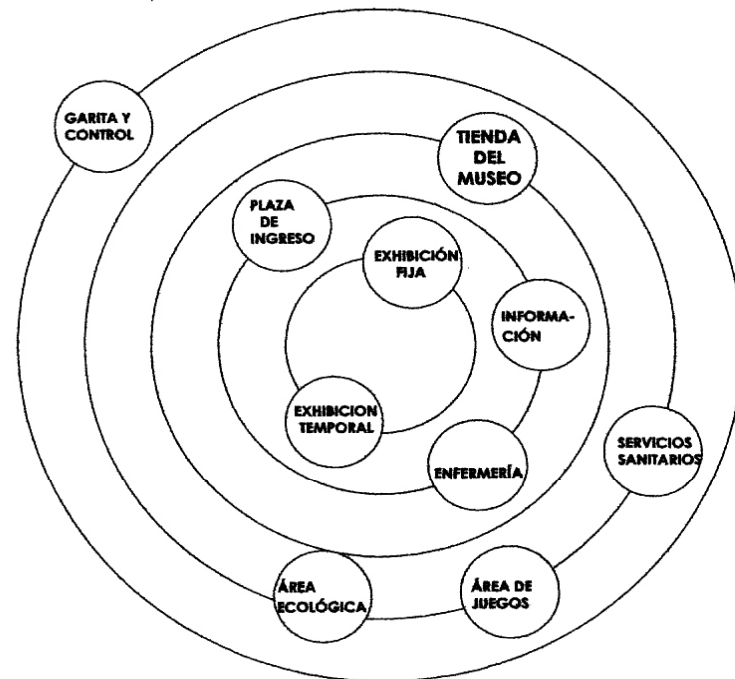 GARITA Y
CONTROL
TIENDA
DEL
MUSEO
PLAZA
DE
INGRESO
EXHIBICIÓN
FIJA
INFORMA-
CIÓN
EXHIBICION
TEMPORAL
SERVICIOS
SANITARIOS
ENFERMERÍA
ÁREA
ECOLÓGICA
ÁREA DE
JUEGOS